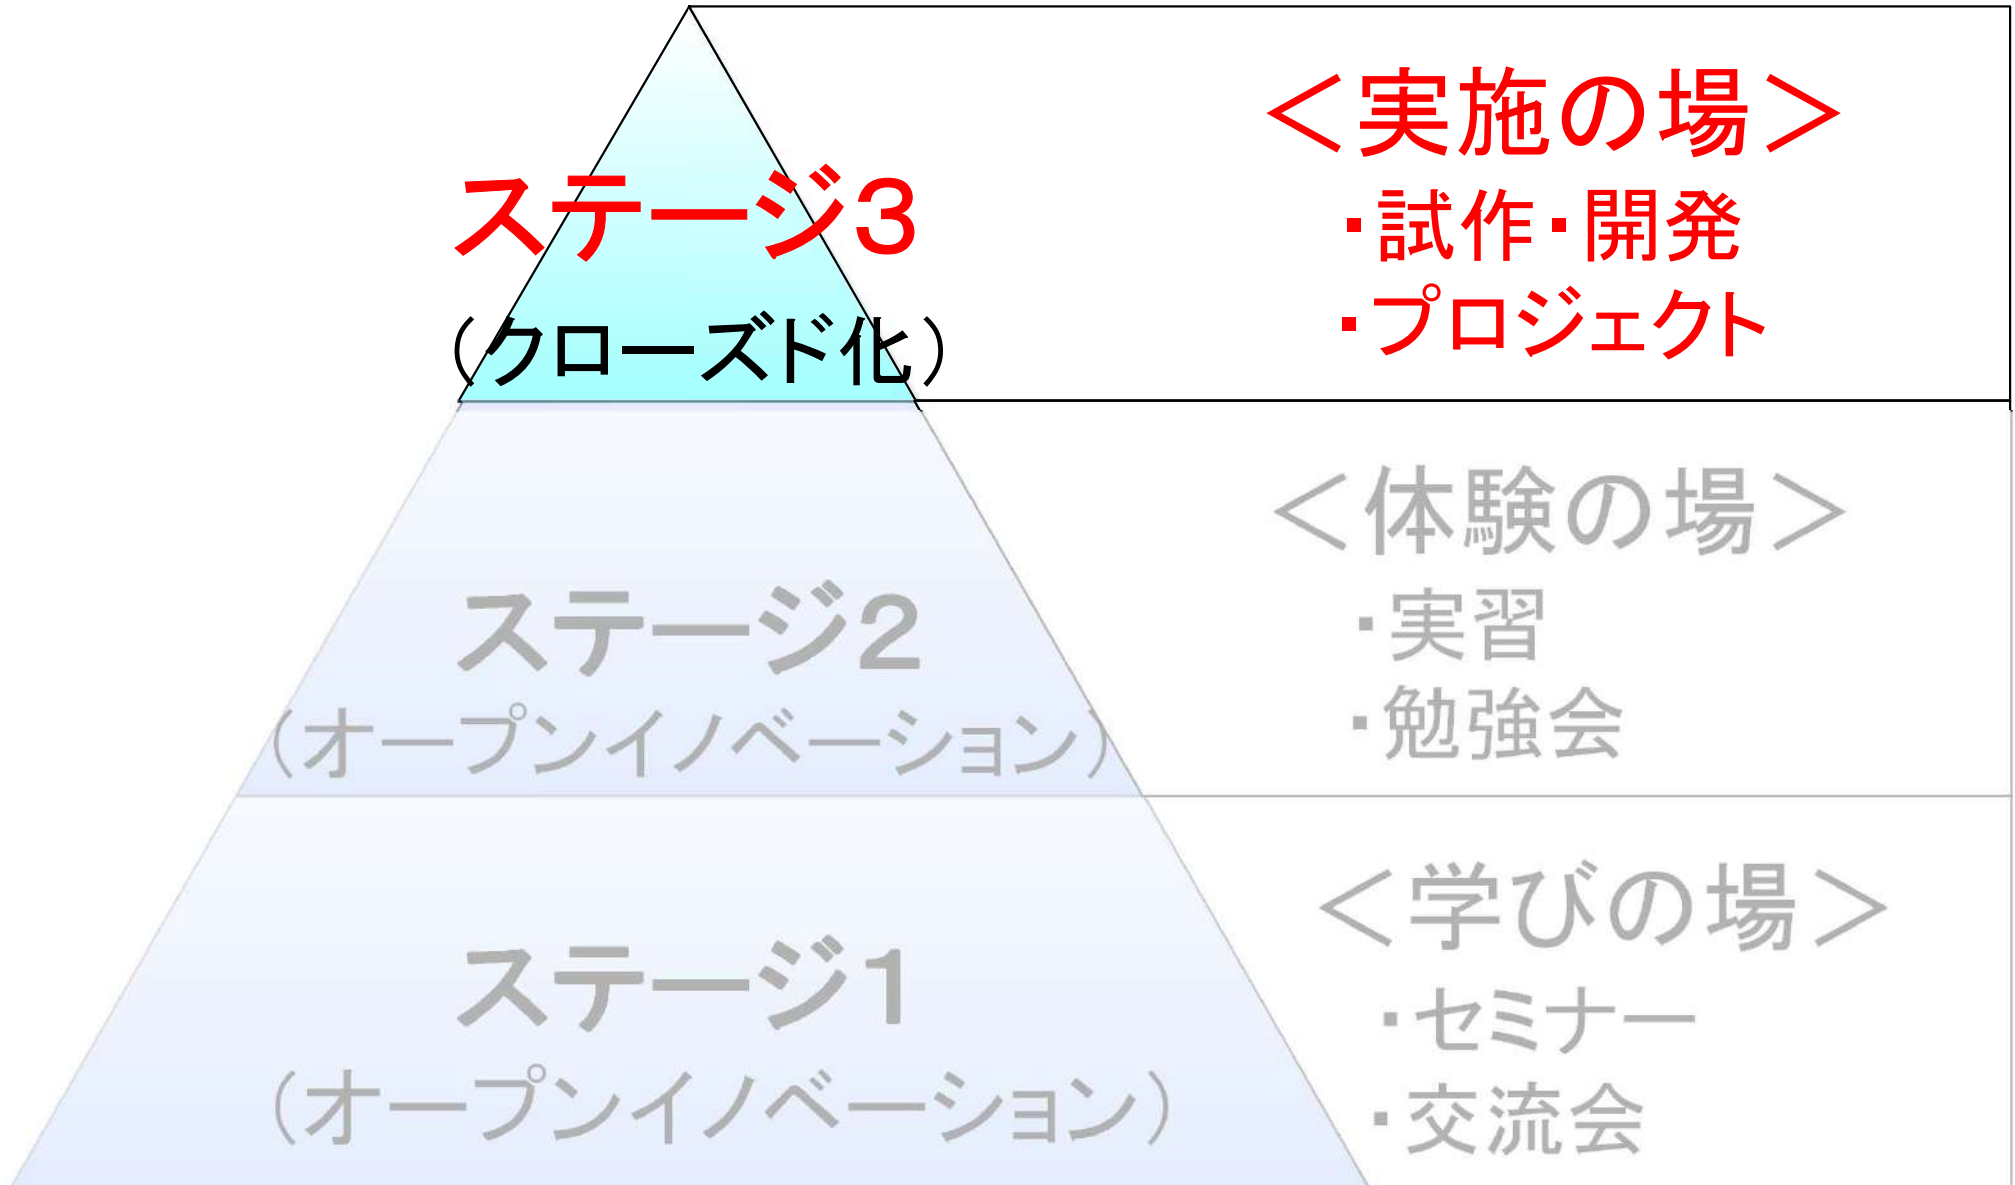 ステージ3
（クローズド化）
＜実施の場＞
・試作・開発
・プロジェクト
ステージ2
（オープンイノベーション）
＜体験の場＞
・実習
・勉強会
ステージ1
（オープンイノベーション）
＜学びの場＞
・セミナー
・交流会